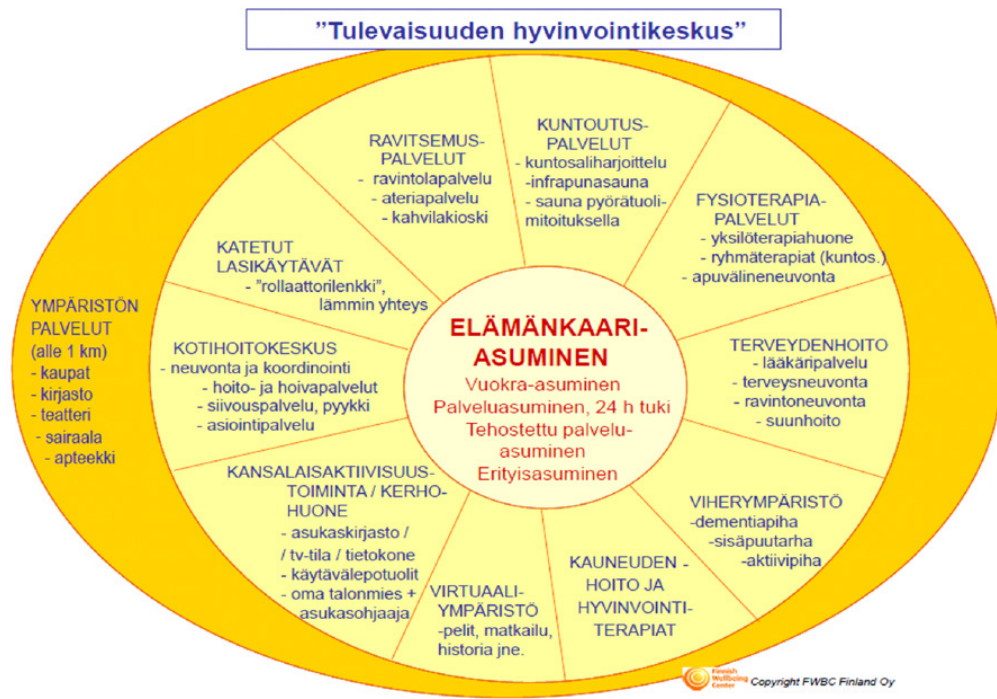 "Tulevaisuuden hyvinvointikeskus"
RAVITSEMUS-
PALVELUT
- ravintolapalvelu
- ateriapalvelu
- kahvilakioski
KUNTOUTUS-
PALVELUT
- kuntosaliharjoittelu
-infrapunasauna
- sauna pyörätuoli-
mitoituksella
FYSIOTERAPIA-
PALVELUT
- yksilöterapiahuone
- ryhmäterapiat (kuntos.)
- apuvälineneuvonta
TERVEYDENHOITO
- lääkäripalvelu
- terveysneuvonta
- ravintoneuvonta
- suunhoito
VIHERYMPÄRISTÖ
-dementiapiha
-sisäpuutarha
-aktiivipiha
KAUNEUDEN -
HOITO JA
HYVINVOINTI-
TERAPIAT
VIRTUAALI-
YMPÄRISTÖ
-pelit, matkailu,
historia jne.
KANSALAISAKTIIVISUUS-
TOIMINTA / KERHO-
HUONE
- asukaskirjasto /
/ tv-tila / tietokone
- käytävälepotuolit
- oma talonmies +
asukasohjaaja
KOTIHOITOKESKUS
- neuvonta ja koordinointi
- hoito- ja hoivapalvelut
- siivouspalvelu, pyykki
- asiointipalvelu
KATETUT
LASIKÄYTÄVÄT
- "rollaattorilenkki",
lämmin yhteys
YMPÄRISTÖN
PALVELUT
(alle 1 km)
- kaupat
- kirjasto
- teatteri
- sairaala
- apteekki
ELÄMÄNKAARI-
ASUMINEN
Vuokra-asuminen
Palveluasuminen, 24 h tuki
Tehostettu palvelu-
asuminen
Erityisasuminen
Finnish
Wellbeing
Center
Copyright FWBC Finland Oy